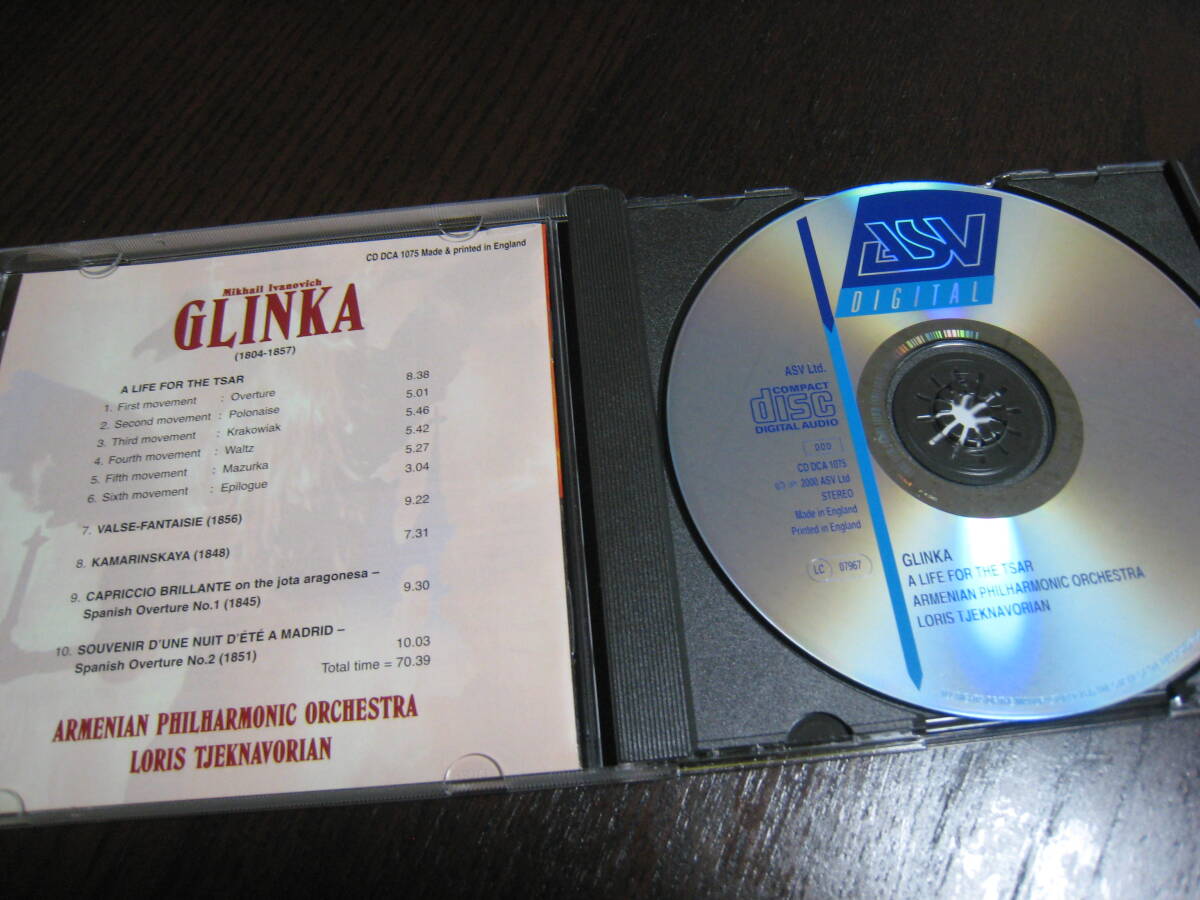 CD DCA 1075 Made & printed in England
Mikhail Ivanovich
GLINKA
(1804-1857)
A LIFE FOR THE TSAR
1. First movement : Overture 8.38
2. Second movement : Polonaise 5.01
3. Third movement : Krakowiak 5.46
4. Fourth movement : Waltz 5.42
5. Fifth movement : Mazurka 5.27
6. Sixth movement : Epilogue 3.04
7. VALSE-FANTAISIE (1856) 9.22
8. KAMARINSKAYA (1848) 7.31
9. CAPRICCIO BRILLANTE on the jota aragonesa –
Spanish Overture No.1 (1845) 9.30
10. SOUVENIR D'UNE NUIT D'ÉTÉ A MADRID –
Spanish Overture No.2 (1851) 10.03
Total time = 70.39
ARMENIAN PHILHARMONIC ORCHESTRA
LORIS TJEKNAVORIAN
ASV
DIGITAL
ASV Ltd.
COMPACT
disc
DIGITAL AUDIO
DDD
CD DCA 1075
℗ © 2000 ASV Ltd
STEREO
Made in England
Printed in England
LC 07967
GLINKA
A LIFE FOR THE TSAR
ARMENIAN PHILHARMONIC ORCHESTRA
LORIS TJEKNAVORIAN